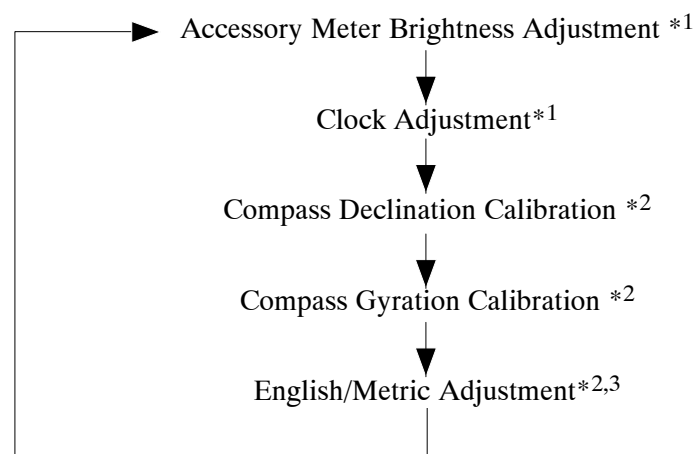 Accessory Meter Brightness Adjustment *1
Clock Adjustment*1
Compass Declination Calibration *2
Compass Gyration Calibration *2
English/Metric Adjustment*2,3